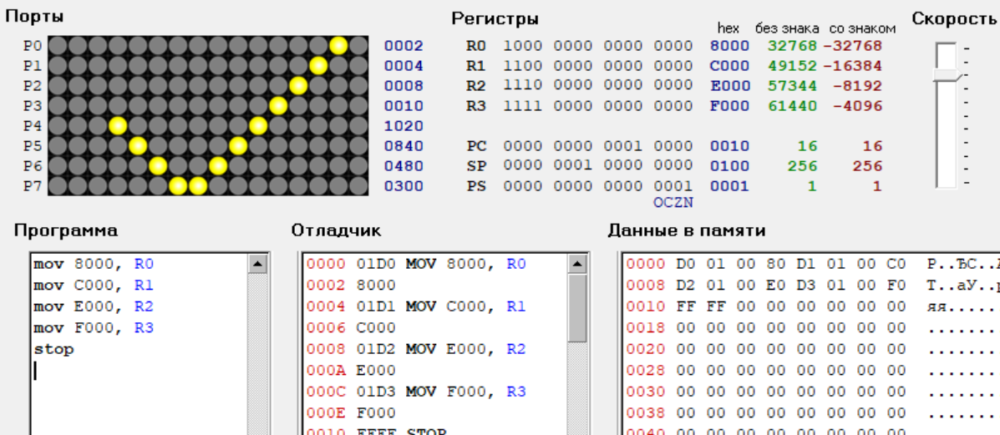 Порты
P0 0002
P1 0004
P2 0008
P3 0010
P4 1020
P5 0840
P6 0480
P7 0300
Регистры
hex без знака со знаком
R0 1000 0000 0000 0000 8000 32768 -32768
R1 1100 0000 0000 0000 C000 49152 -16384
R2 1110 0000 0000 0000 E000 57344 -8192
R3 1111 0000 0000 0000 F000 61440 -4096
PC 0000 0000 0001 0000 0010 16 16
SP 0000 0001 0000 0000 0100 256 256
PS 0000 0000 0000 0001 0001 1 1
OCZN
Скорость
Программа
mov 8000, R0
mov C000, R1
mov E000, R2
mov F000, R3
stop
Отладчик
0000 01D0 MOV 8000, R0
0002 8000
0004 01D1 MOV C000, R1
0006 C000
0008 01D2 MOV E000, R2
000A E000
000C 01D3 MOV F000, R3
000E F000
0010 FFFF STOP
Данные в памяти
0000 D0 01 00 80 D1 01 00 C0 Р..ЂС..
0008 D2 01 00 E0 D3 01 00 F0 Т..аУ..р
0010 FF FF 00 00 00 00 00 00 яя.....
0018 00 00 00 00 00 00 00 00 .......
0020 00 00 00 00 00 00 00 00 .......
0028 00 00 00 00 00 00 00 00 .......
0030 00 00 00 00 00 00 00 00 .......
0038 00 00 00 00 00 00 00 00 .......
0040 00 00 00 00 00 00 00 00